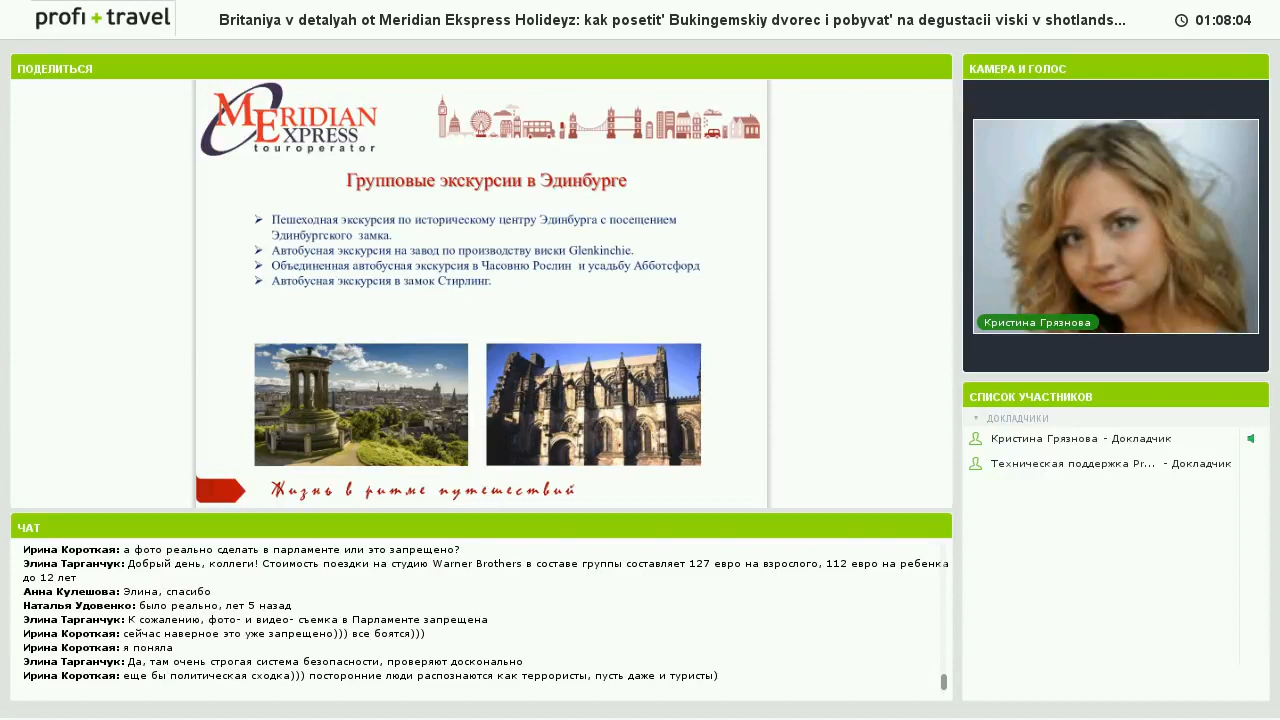 profi + travel
Britaniya v detalyah ot Meridian Ekspress Holideyz: kak posetit' Bukingemskiy dvorec i pobyvat' na degustacii viski v shotlands...
01:08:04
ПОДЕЛИТЬСЯ
MERIDIAN
EXPRESS
touroperator
Групповые экскурсии в Эдинбурге
➢ Пешеходная экскурсия по историческому центру Эдинбурга с посещением
Эдинбургского замка.
➢ Автобусная экскурсия на завод по производству виски Glenkinchie.
➢ Объединенная автобусная экскурсия в Часовню Рослин и усадьбу Абботсфорд
➢ Автобусная экскурсия в замок Стирлинг.
Жизнь в ритме путешествий
ЧАТ
Ирина Короткая: а фото реально сделать в парламенте или это запрещено?
Элина Тарганчук: Добрый день, коллеги! Стоимость поездки на студию Warner Brothers в составе группы составляет 127 евро на взрослого, 112 евро на ребенка
до 12 лет
Анна Кулешова: Элина, спасибо
Наталья Удовенко: было реально, лет 5 назад
Элина Тарганчук: К сожалению, фото- и видео- съемка в Парламенте запрещена
Ирина Короткая: сейчас наверное это уже запрещено))) все боятся)))
Ирина Короткая: я поняла
Элина Тарганчук: Да, там очень строгая система безопасности, проверяют досконально
Ирина Короткая: еще бы политическая сходка))) посторонние люди распознаются как террористы, пусть даже и туристы)
КАМЕРА И ГОЛОС
Кристина Грязнова
СПИСОК УЧАСТНИКОВ
ДОКЛАДЧИКИ
Кристина Грязнова - Докладчик
Техническая поддержка Pr... - Докладчик